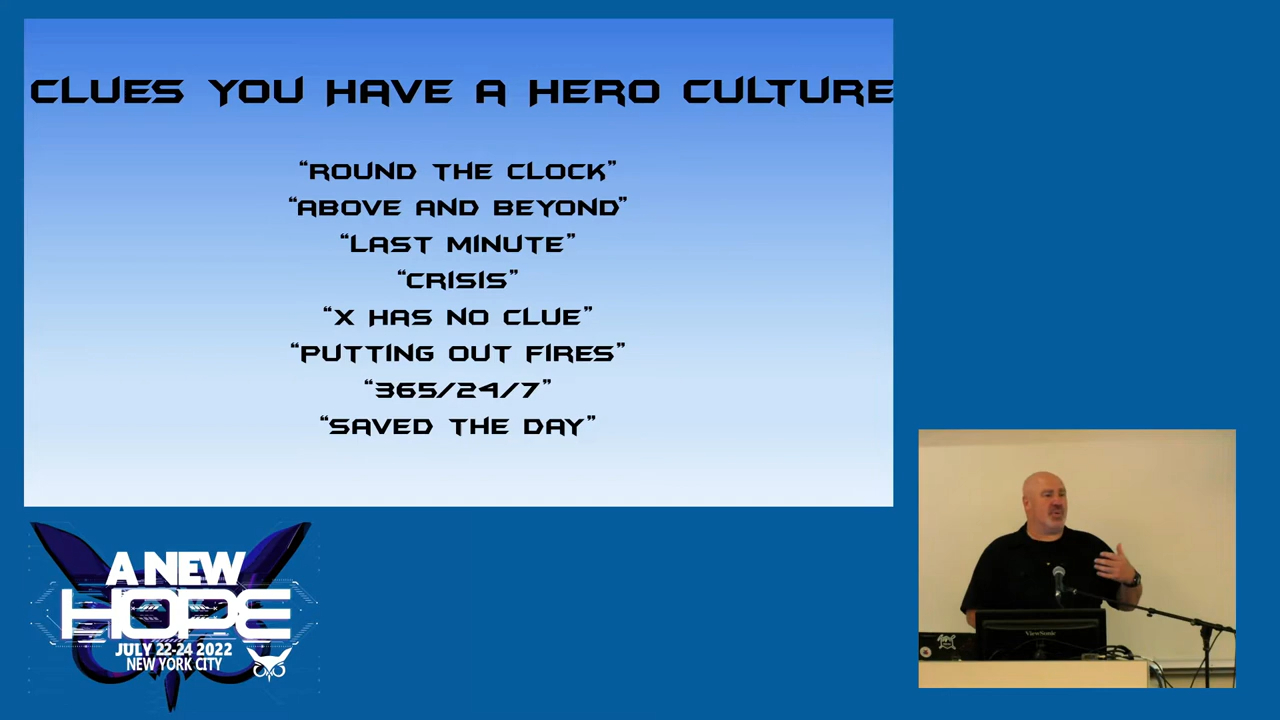 CLUES YOU HAVE A HERO CULTURE
“ROUND THE CLOCK”
“ABOVE AND BEYOND”
“LAST MINUTE”
“CRISIS”
“X HAS NO CLUE”
“PUTTING OUT FIRES”
“365/24/7”
“SAVED THE DAY”
A NEW
HOPE
JULY 22-24 2022
NEW YORK CITY
ViewSonic